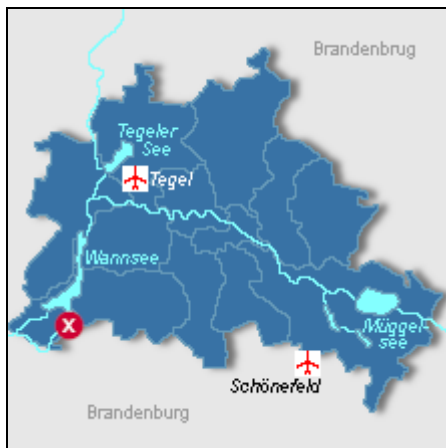 Brandenbrug
Tegeler
See
Tegel
Wannsee
X
Müggel-
see
Schönefeld
Brandenburg